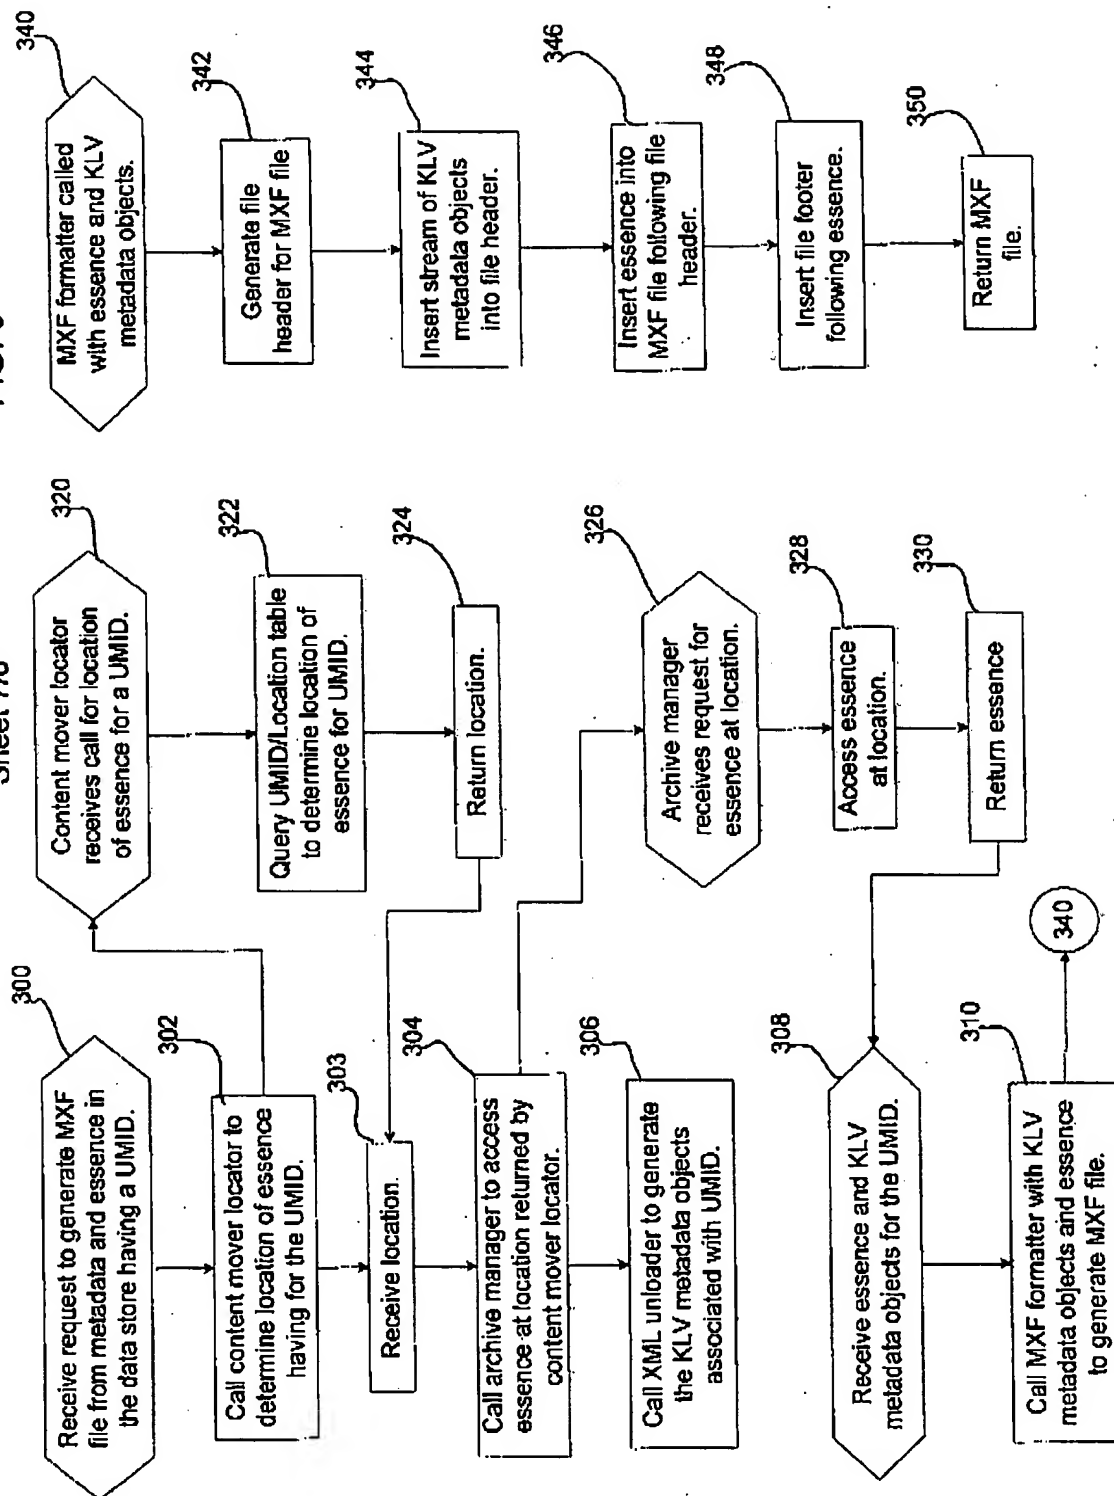 Sheet
300
Receive request to generate MXF
file from metadata and essence in
the data store having a UMID.
302
Call content mover locator to
determine location of essence
having for the UMID.
303
Receive location.
304
Call archive manager to access
essence at location returned by
content mover locator.
306
Call XML unloader to generate
the KLV metadata objects
associated with UMID.
308
Receive essence and KLV
metadata objects for the UMID.
310
Call MXF formatter with KLV
metadata objects and essence
to generate MXF file.
340
320
Content mover locator
receives call for location
of essence for a UMID.
322
Query UMID/Location table
to determine location of
essence for UMID.
324
Return location.
326
Archive manager
receives request for
essence at location.
328
Access essence
at location.
330
Return essence
340
MXF formatter called
with essence and KLV
metadata objects.
342
Generate file
header for MXF file
344
Insert stream of KLV
metadata objects
into file header.
346
Insert essence into
MXF file following file
header.
348
Insert file footer
following essence.
350
Return MXF
file.